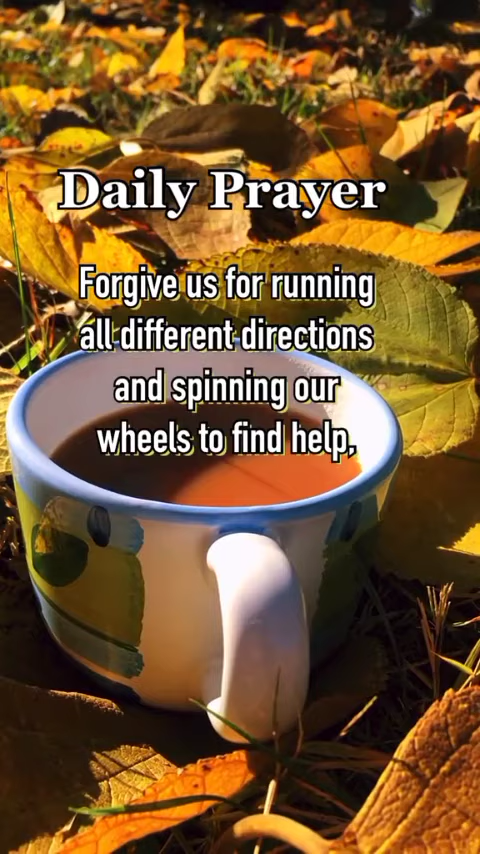 Daily Prayer
Forgive us for running
all different directions
and spinning our
wheels to find help,